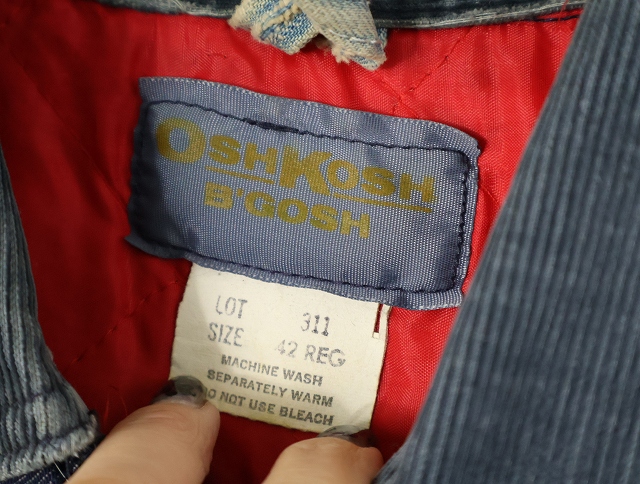 OSHKOSH
B'GOSH
LOT 311
SIZE 42 REG
MACHINE WASH
SEPARATELY WARM
DO NOT USE BLEACH